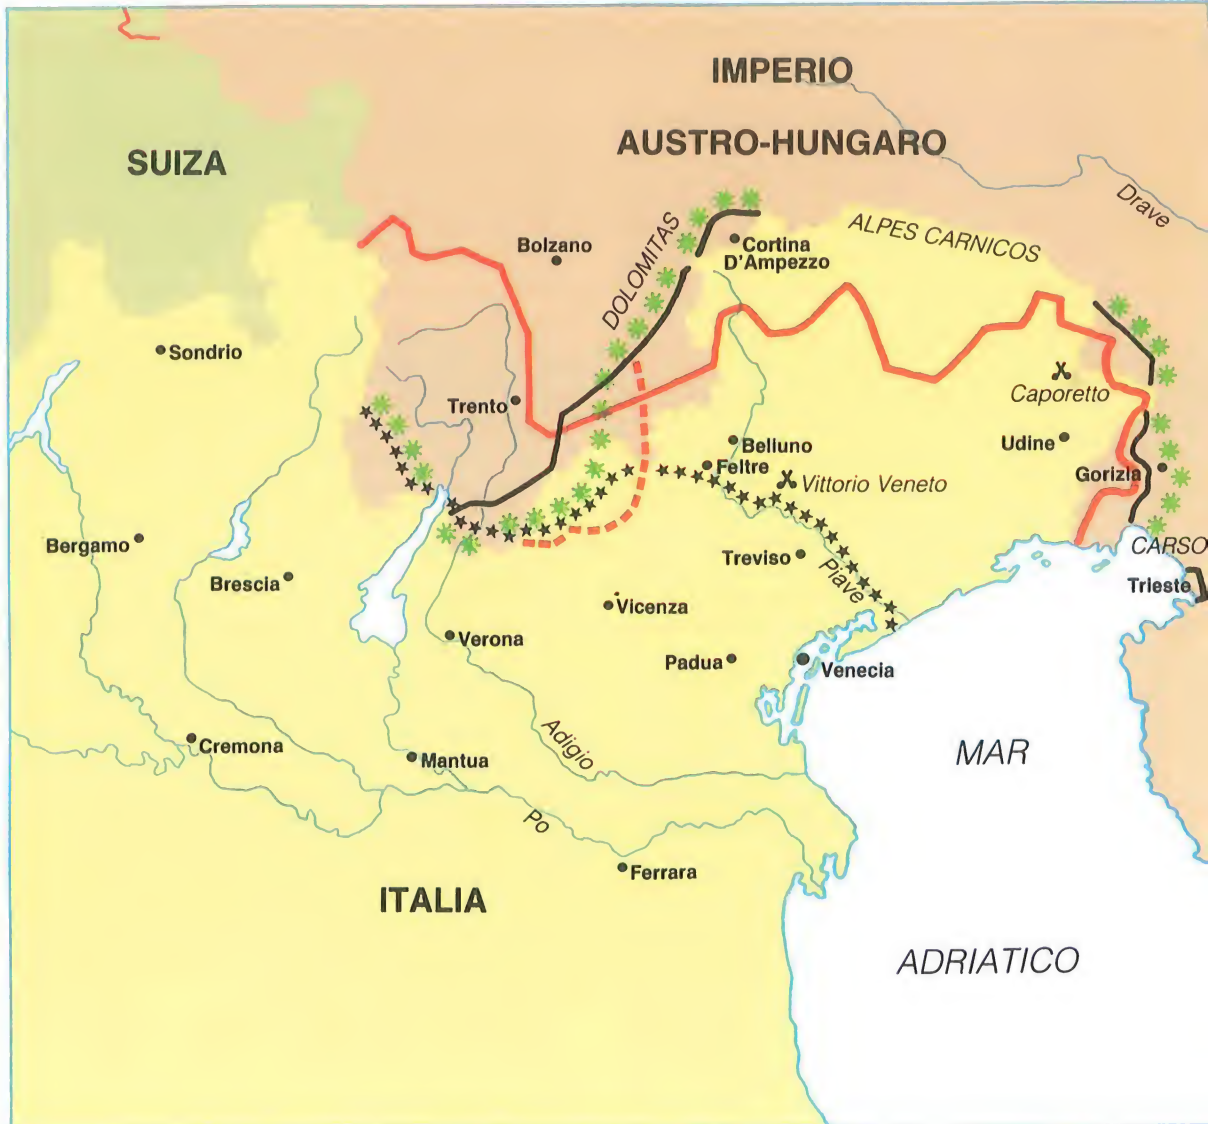 IMPERIO
AUSTRO-HUNGARO
SUIZA
Drave
DOLOMITAS
ALPES CARNICOS
Bolzano
Cortina
D'Ampezzo
Sondrio
Trento
Caporetto
Belluno
Udine
Feltre
Gorizia
Vittorio Veneto
Bergamo
Brescia
Treviso
Piave
CARSO
Trieste
Vicenza
Verona
Padua
Venecia
Cremona
Mantua
Adigio
MAR
Po
Ferrara
ITALIA
ADRIATICO